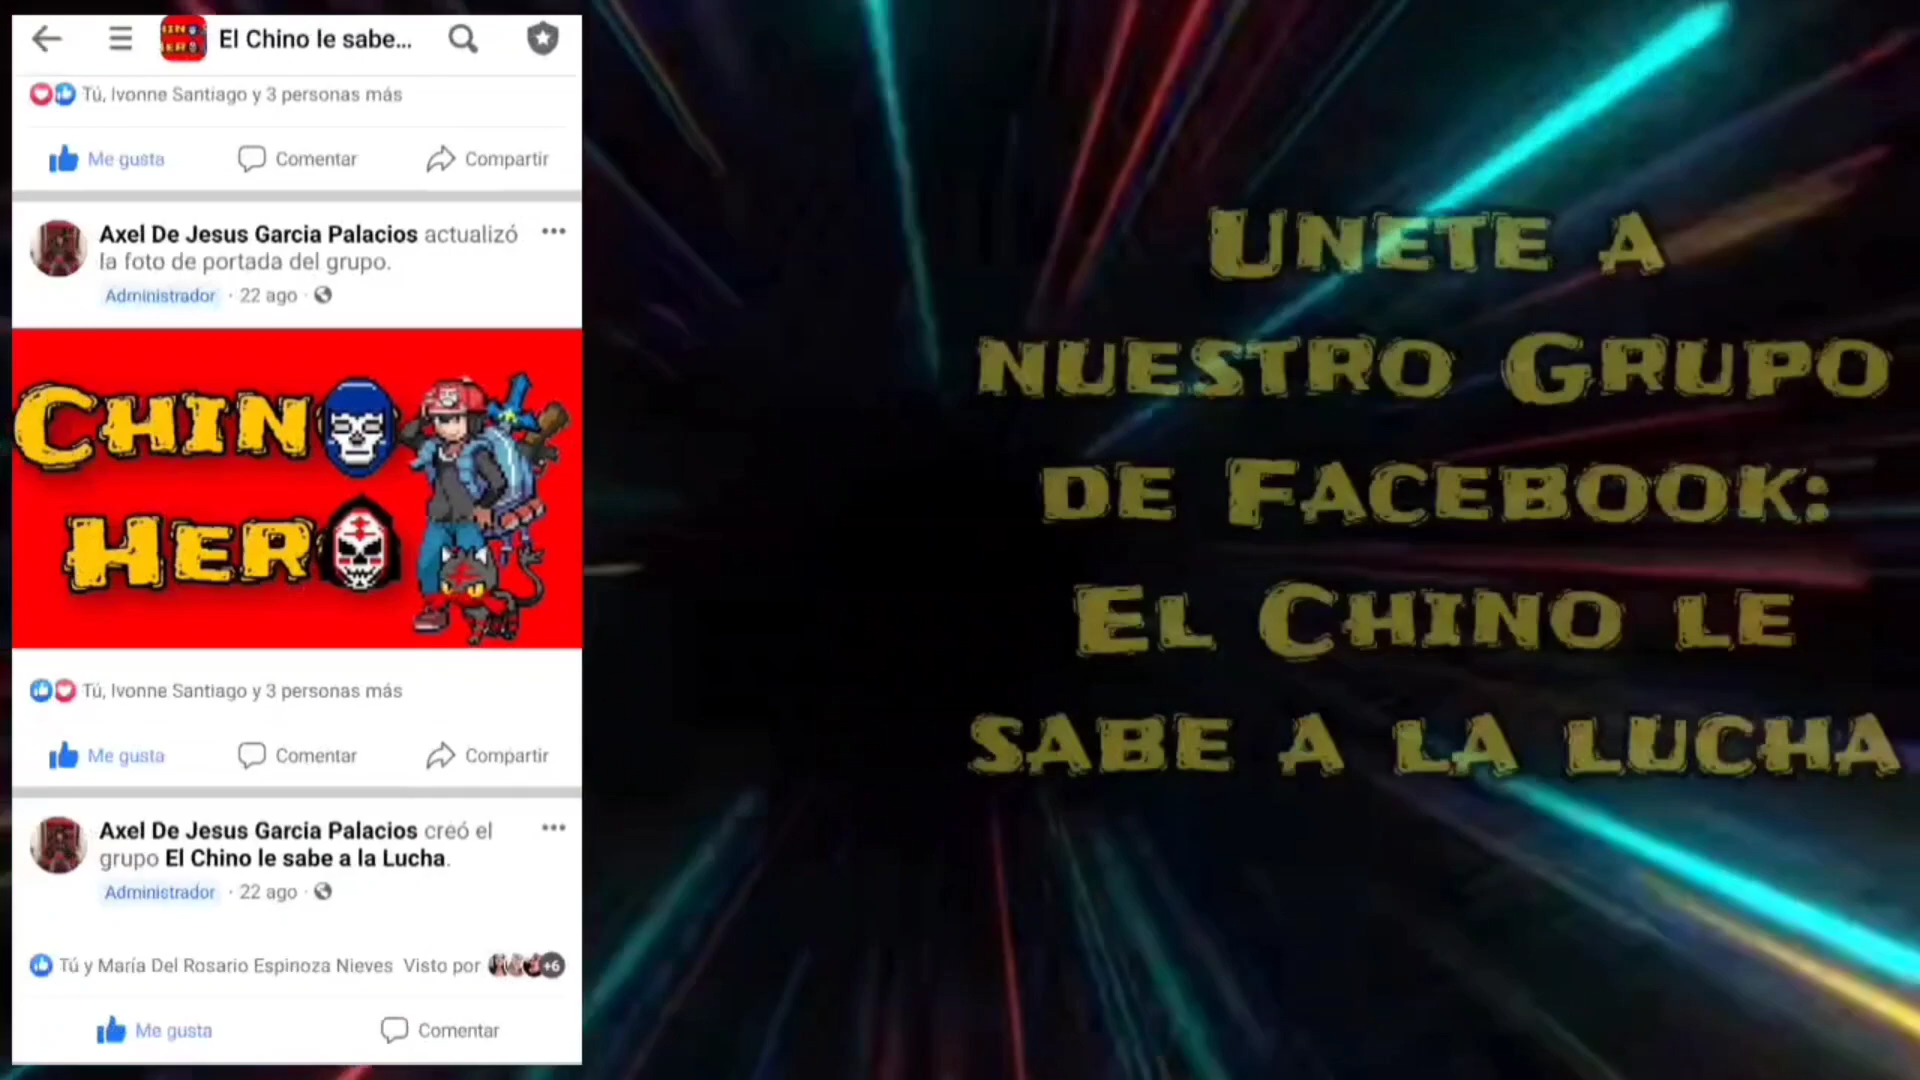 El Chino le sabe...
Tú, Ivonne Santiago y 3 personas más
Me gusta Comentar Compartir
Axel De Jesus Garcia Palacios actualizó
la foto de portada del grupo.
Administrador · 22 ago ·
CHINO
HERO
Tú, Ivonne Santiago y 3 personas más
Me gusta Comentar Compartir
Axel De Jesus Garcia Palacios creó el
grupo El Chino le sabe a la Lucha.
Administrador · 22 ago ·
Tú y María Del Rosario Espinoza Nieves Visto por +6
Me gusta Comentar
UNETE A
NUESTRO GRUPO
DE FACEBOOK:
EL CHINO LE
SABE A LA LUCHA